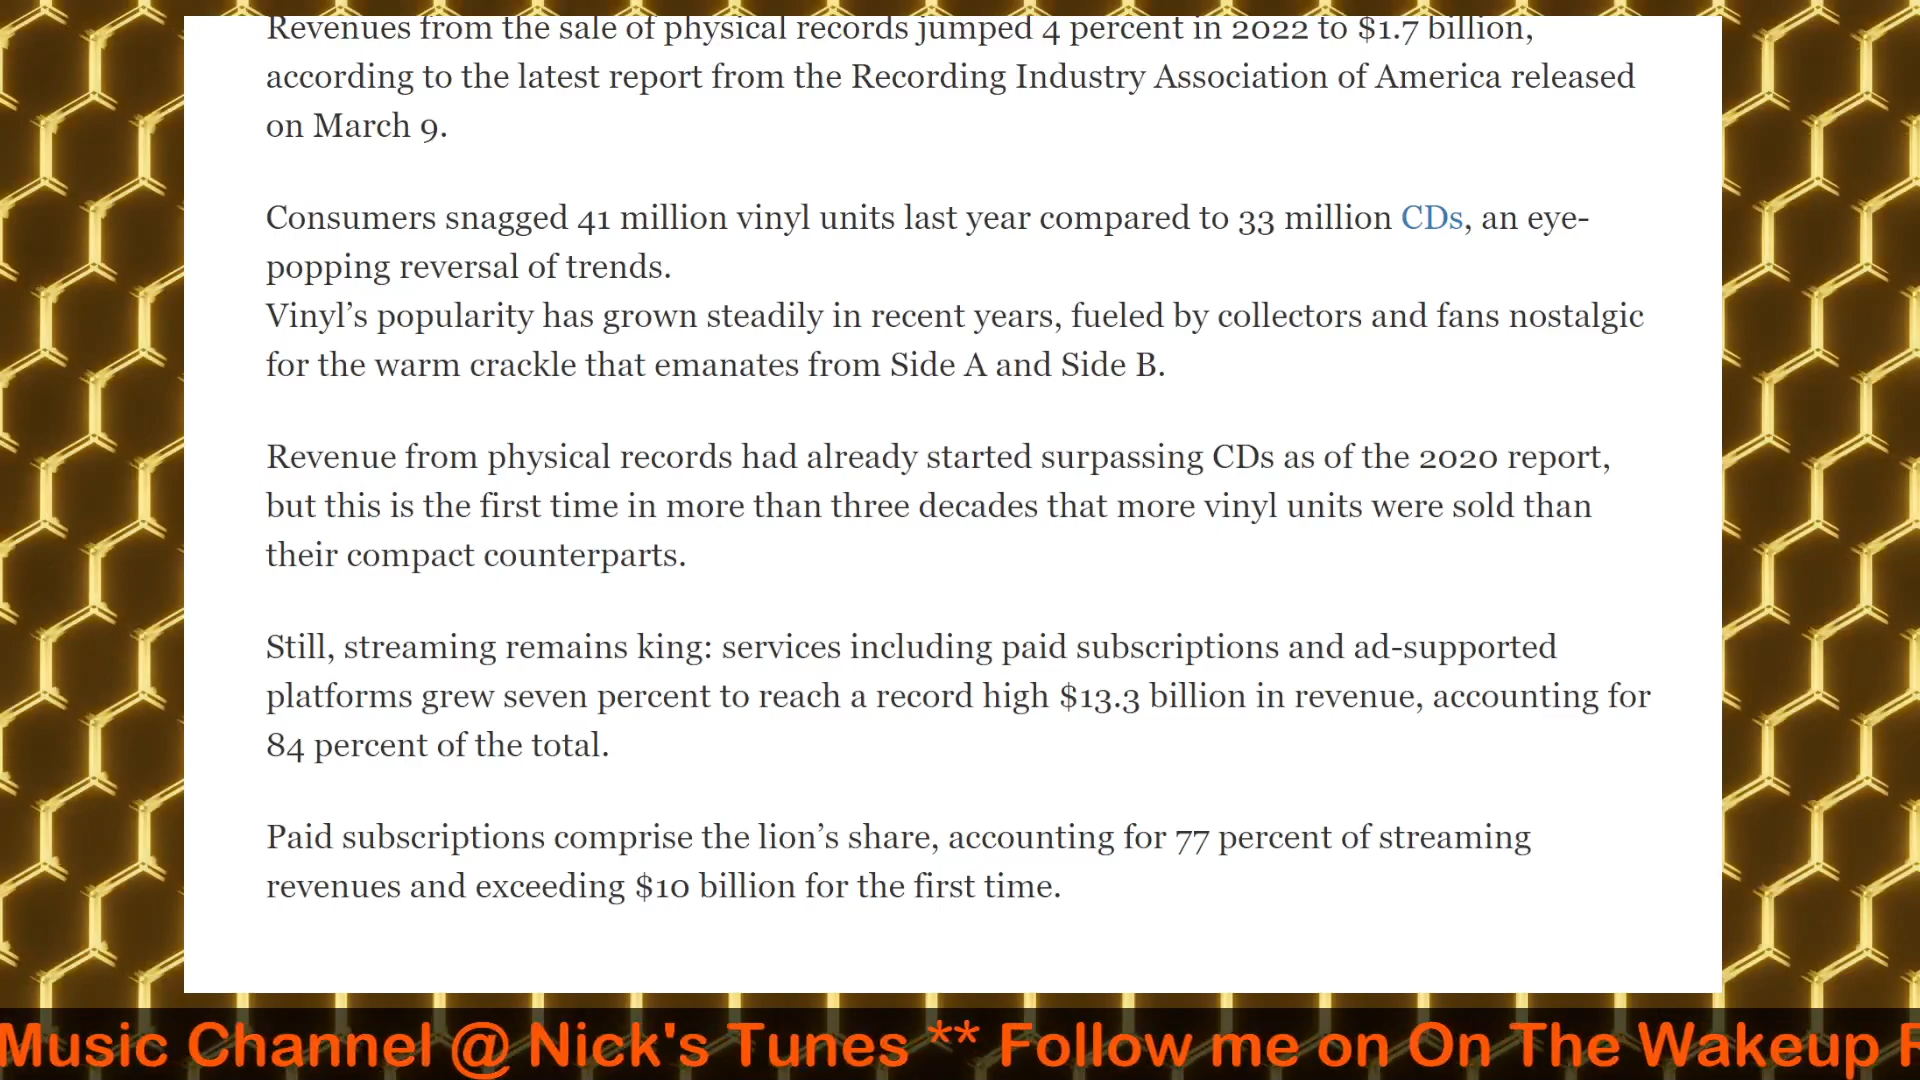 Revenues from the sale of physical records jumped 4 percent in 2022 to $1.7 billion,
according to the latest report from the Recording Industry Association of America released
on March 9.
Consumers snagged 41 million vinyl units last year compared to 33 million CDs, an eye-
popping reversal of trends.
Vinyl’s popularity has grown steadily in recent years, fueled by collectors and fans nostalgic
for the warm crackle that emanates from Side A and Side B.
Revenue from physical records had already started surpassing CDs as of the 2020 report,
but this is the first time in more than three decades that more vinyl units were sold than
their compact counterparts.
Still, streaming remains king: services including paid subscriptions and ad-supported
platforms grew seven percent to reach a record high $13.3 billion in revenue, accounting for
84 percent of the total.
Paid subscriptions comprise the lion’s share, accounting for 77 percent of streaming
revenues and exceeding $10 billion for the first time.
Music Channel @ Nick's Tunes ** Follow me on On The Wakeup